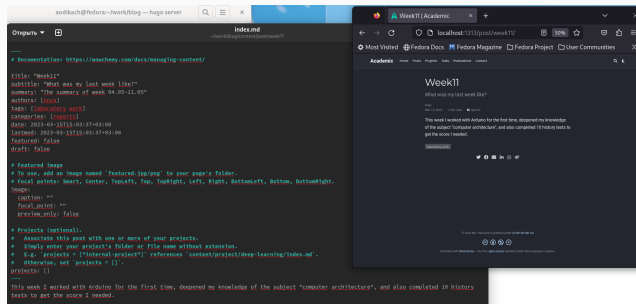 aodikach@fedora:~/work/blog — hugo server
Открыть
index.md
~/work/blog/content/post/week11
---
# Documentation: https://wowchemy.com/docs/managing-content/
title: "Week11"
subtitle: "What was my last week like?"
summary: "The summary of week 04.05-11.05"
authors: [Anya]
tags: [laboratory work]
categories: [reports]
date: 2023-03-15T15:03:37+03:00
lastmod: 2023-03-15T15:03:37+03:00
featured: false
draft: false
# Featured image
# To use, add an image named `featured.jpg/png` to your page's folder.
# Focal points: Smart, Center, TopLeft, Top, TopRight, Left, Right, BottomLeft, Bottom, BottomRight.
image:
caption: ""
focal_point: ""
preview_only: false
# Projects (optional).
# Associate this post with one or more of your projects.
# Simply enter your project's folder or file name without extension.
# E.g. `projects = ["internal-project"]` references `content/project/deep-learning/index.md`.
# Otherwise, set `projects = []`.
projects: []
---
This week I worked with Arduino for the first time, deepened my knowledge of the subject "computer architecture", and also completed 10 history
tests to get the score I needed.
Week11 | Academic
localhost:1313/post/week11/
50%
Most Visited Fedora Docs Fedora Magazine Fedora Project User Communities
Academic Home Posts Projects Talks Publications Contact
Week11
What was my last week like?
This week I worked with Arduino for the first time, deepened my knowledge
of the subject "computer architecture", and also completed 10 history tests to
get the score I needed.